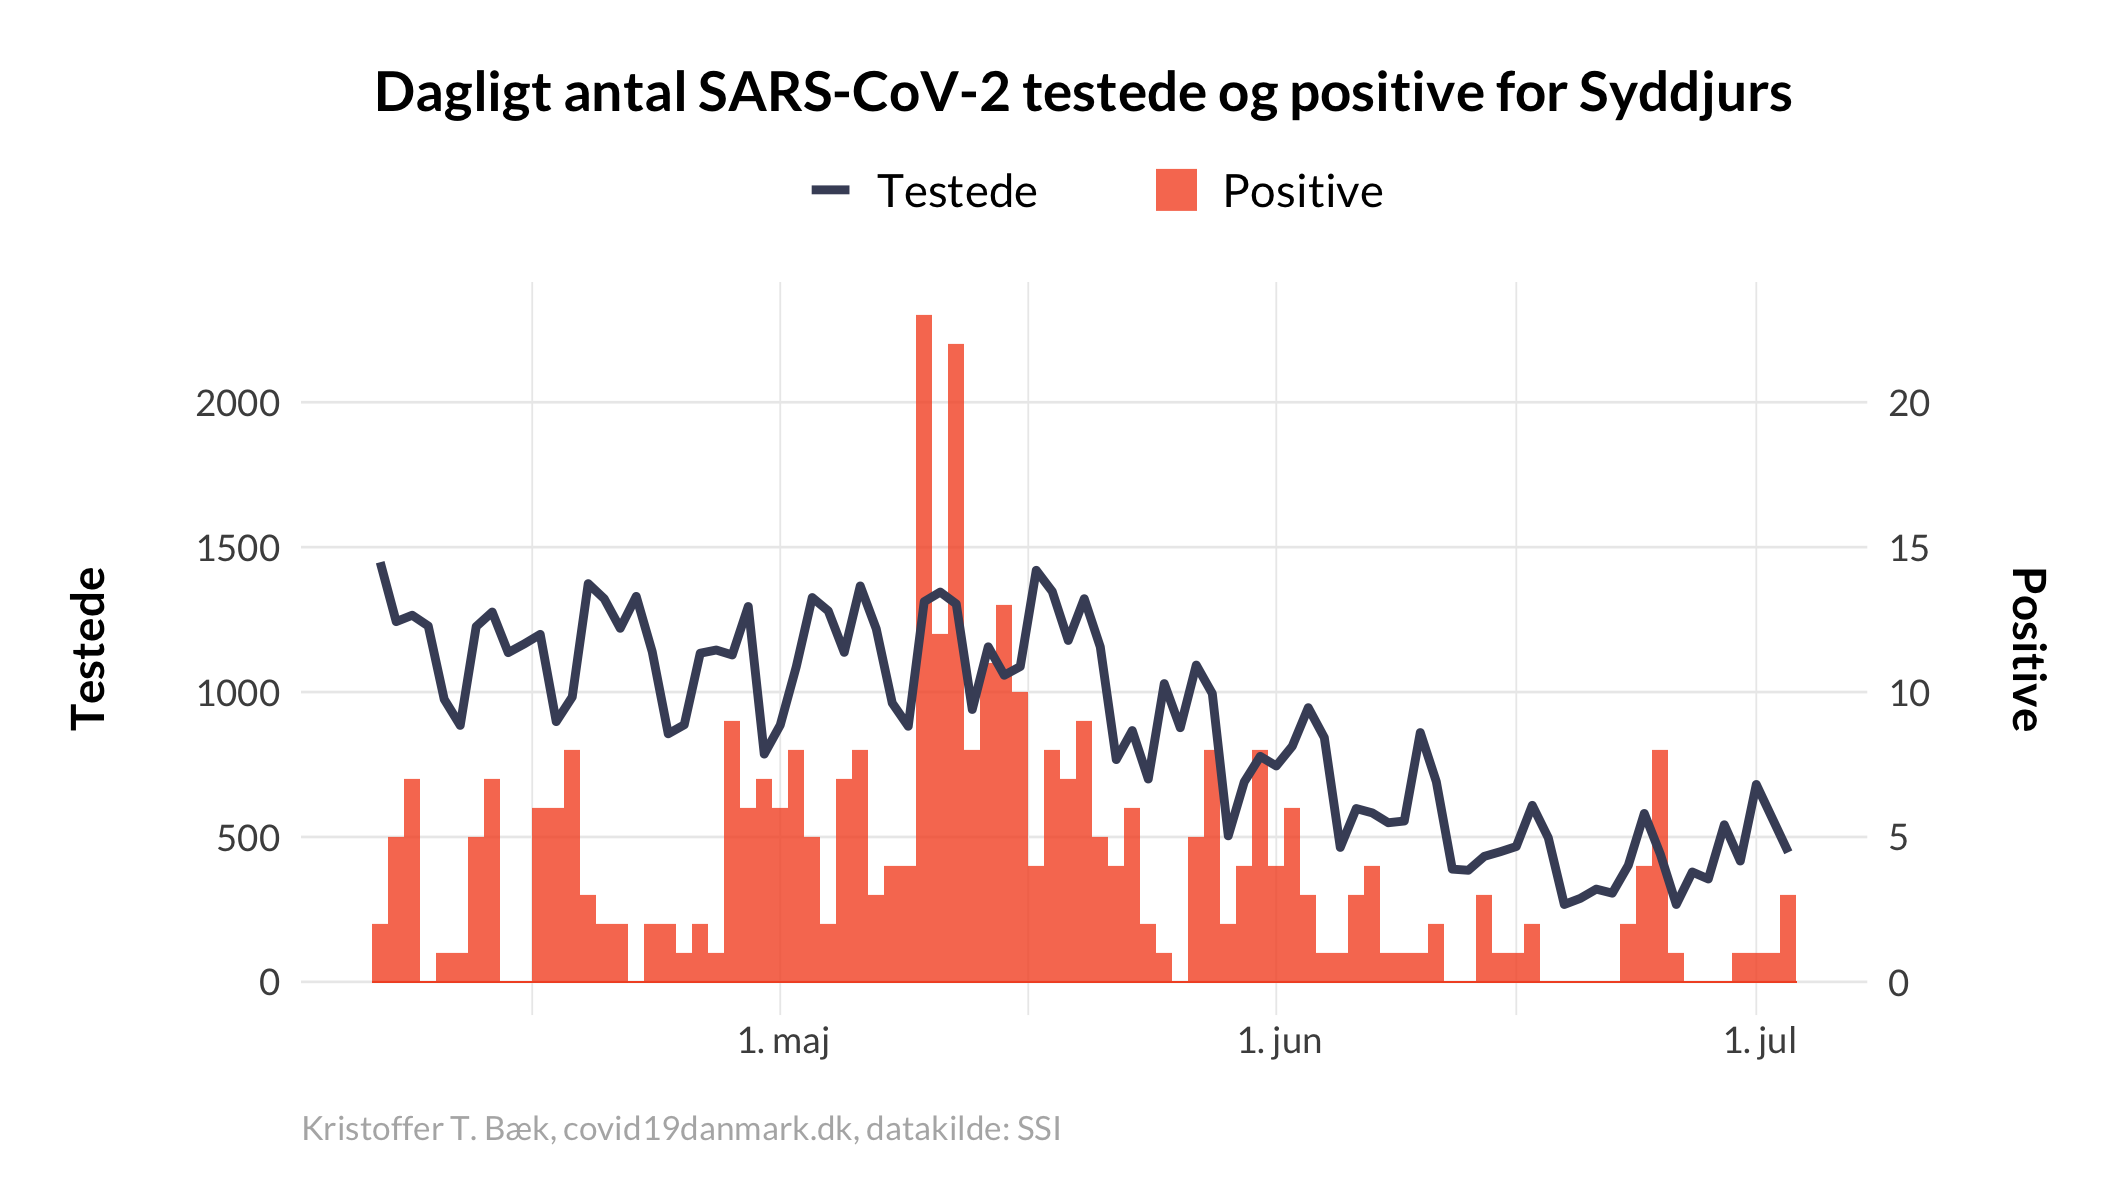 Dagligt antal SARS-CoV-2 testede og positive for Syddjurs
Testede
Positive
2000
1500
1000
500
0
Testede
20
15
10
5
0
Positive
1. maj
1. jun
1. jul
Kristoffer T. Bæk, covid19danmark.dk, datakilde: SSI